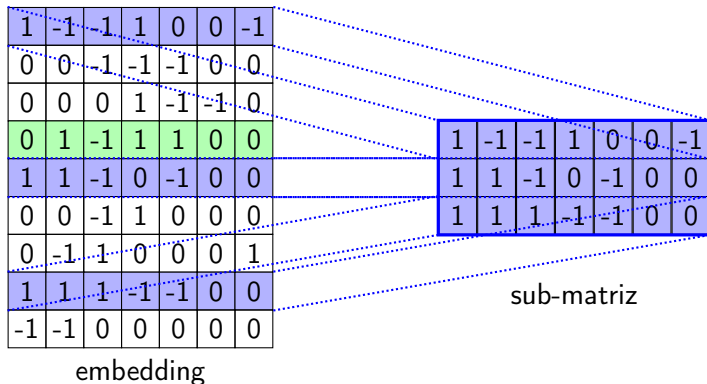 1 -1 -1 1 0 0 -1
0 0 -1 -1 -1 0 0
0 0 0 1 -1 -1 0
0 1 -1 1 1 0 0
1 1 -1 0 -1 0 0
0 0 -1 1 0 0 0
0 -1 1 0 0 0 1
1 1 1 -1 -1 0 0
-1 -1 0 0 0 0 0
embedding
1 -1 -1 1 0 0 -1
1 1 -1 0 -1 0 0
1 1 1 -1 -1 0 0
sub-matriz